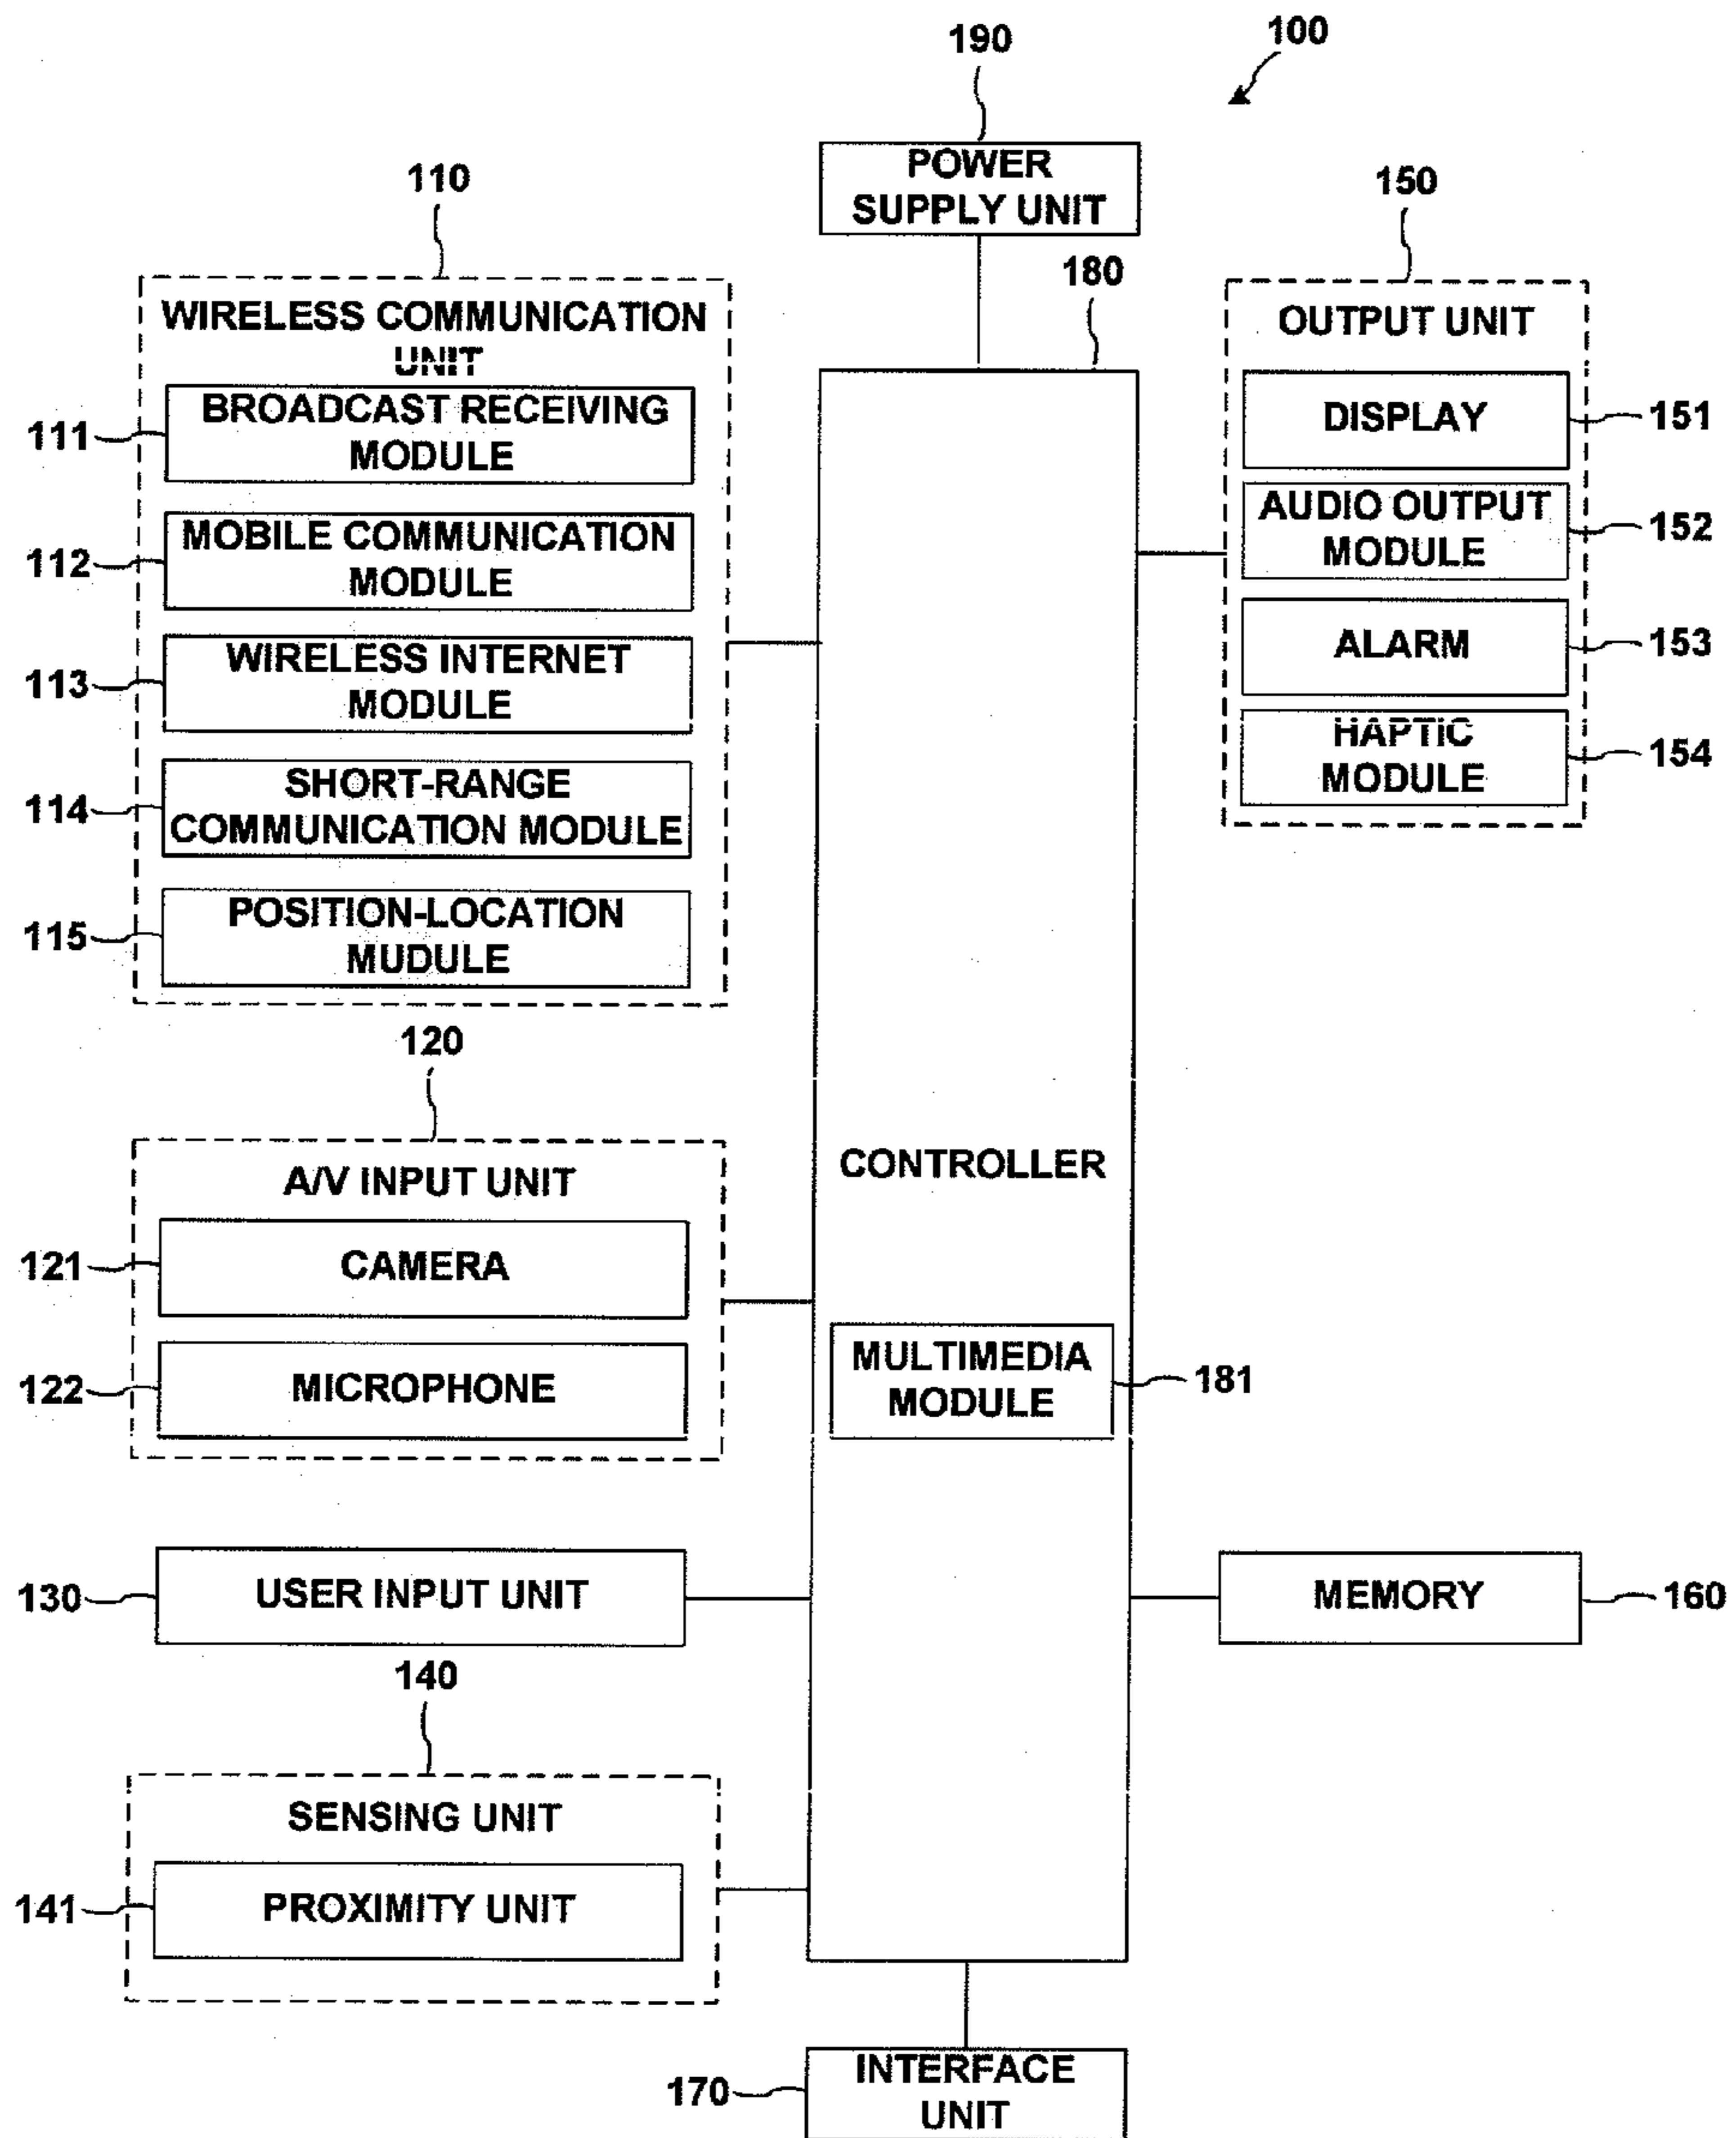 100
190
POWER
SUPPLY UNIT
110
WIRELESS COMMUNICATION
UNIT
111
BROADCAST RECEIVING
MODULE
112
MOBILE COMMUNICATION
MODULE
113
WIRELESS INTERNET
MODULE
114
SHORT-RANGE
COMMUNICATION MODULE
115
POSITION-LOCATION
MUDULE
120
A/V INPUT UNIT
121
CAMERA
122
MICROPHONE
130
USER INPUT UNIT
140
SENSING UNIT
141
PROXIMITY UNIT
180
CONTROLLER
MULTIMEDIA
MODULE
181
150
OUTPUT UNIT
DISPLAY
151
AUDIO OUTPUT
MODULE
152
ALARM
153
HAPTIC
MODULE
154
MEMORY
160
170
INTERFACE
UNIT